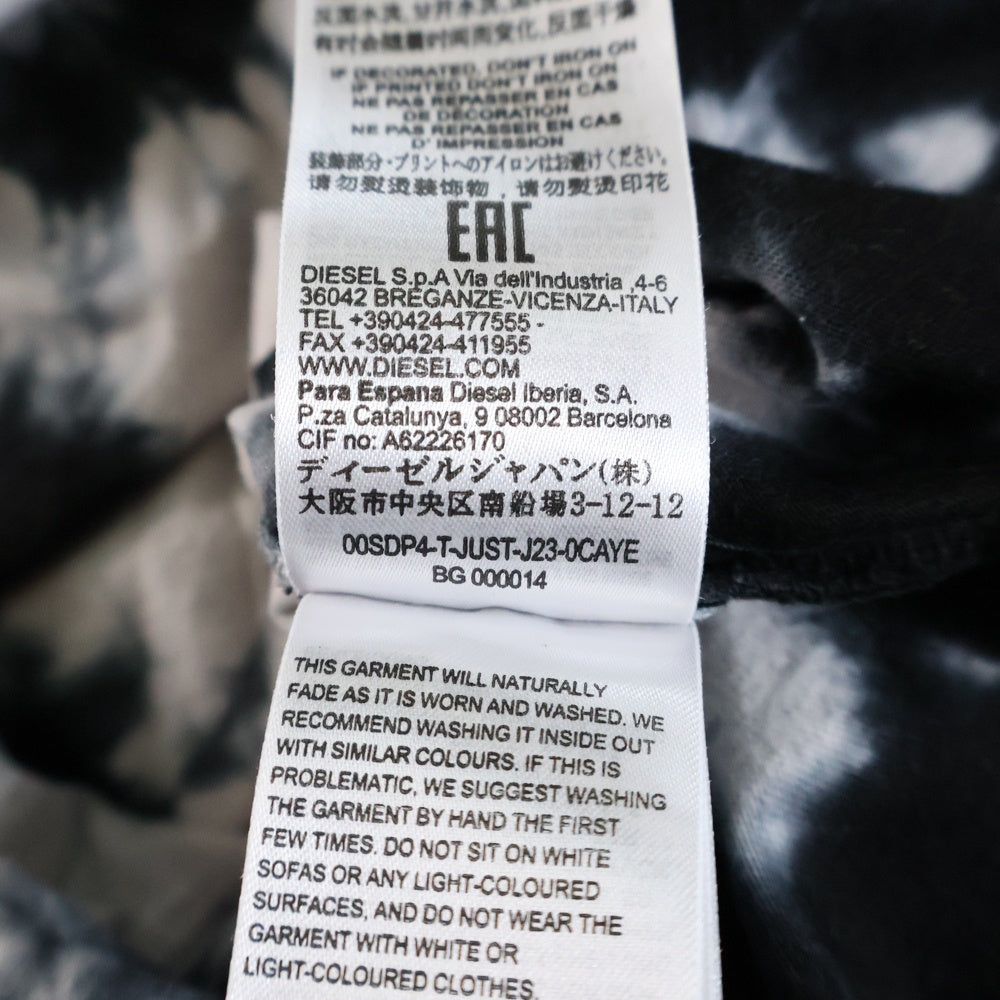 反面水洗, 甘井水洗,
有时会随着时间而变化, 反面干燥
IF DECORATED, DON'T IRON ON
IF PRINTED DON'T IRON ON
NE PAS REPASSER EN CAS
DE DECORATION
NE PAS REPASSER EN CAS
D' IMPRESSION
装飾部分・プリントへのアイロンはお避けください。
请勿熨烫装饰物，请勿熨烫印花
EAC
DIESEL S.p.A Via dell'Industria ,4-6
36042 BREGANZE-VICENZA-ITALY
TEL +390424-477555 -
FAX +390424-411955
WWW.DIESEL.COM
Para Espana Diesel Iberia, S.A.
P.za Catalunya, 9 08002 Barcelona
CIF no: A62226170
ディーゼルジャパン(株)
大阪市中央区南船場3-12-12
00SDP4-T-JUST-J23-0CAYE
BG 000014
THIS GARMENT WILL NATURALLY
FADE AS IT IS WORN AND WASHED. WE
RECOMMEND WASHING IT INSIDE OUT
WITH SIMILAR COLOURS. IF THIS IS
PROBLEMATIC, WE SUGGEST WASHING
THE GARMENT BY HAND THE FIRST
FEW TIMES. DO NOT SIT ON WHITE
SOFAS OR ANY LIGHT-COLOURED
SURFACES, AND DO NOT WEAR THE
GARMENT WITH WHITE OR
LIGHT-COLOURED CLOTHES.